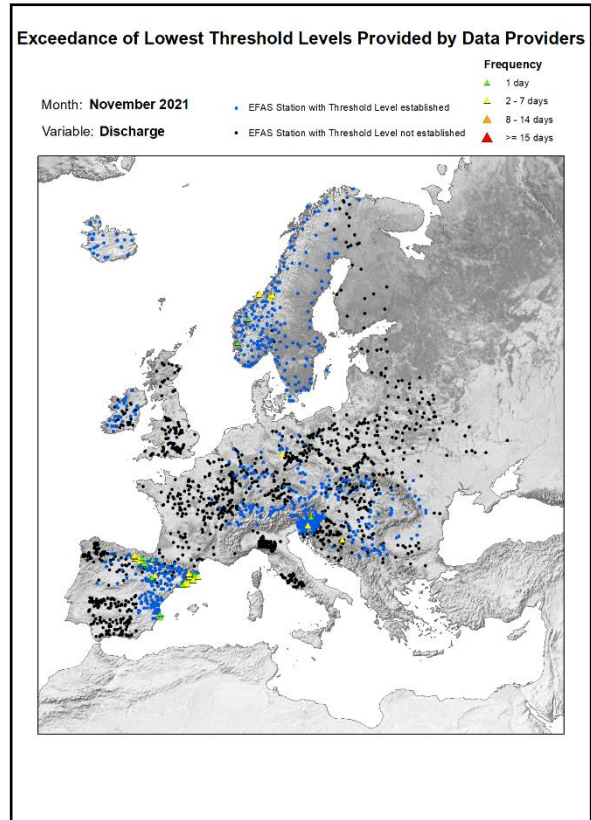 Exceedance of Lowest Threshold Levels Provided by Data Providers
Frequency
1 day
2 - 7 days
8 - 14 days
>= 15 days
Month: November 2021
Variable: Discharge
EFAS Station with Threshold Level established
EFAS Station with Threshold Level not established